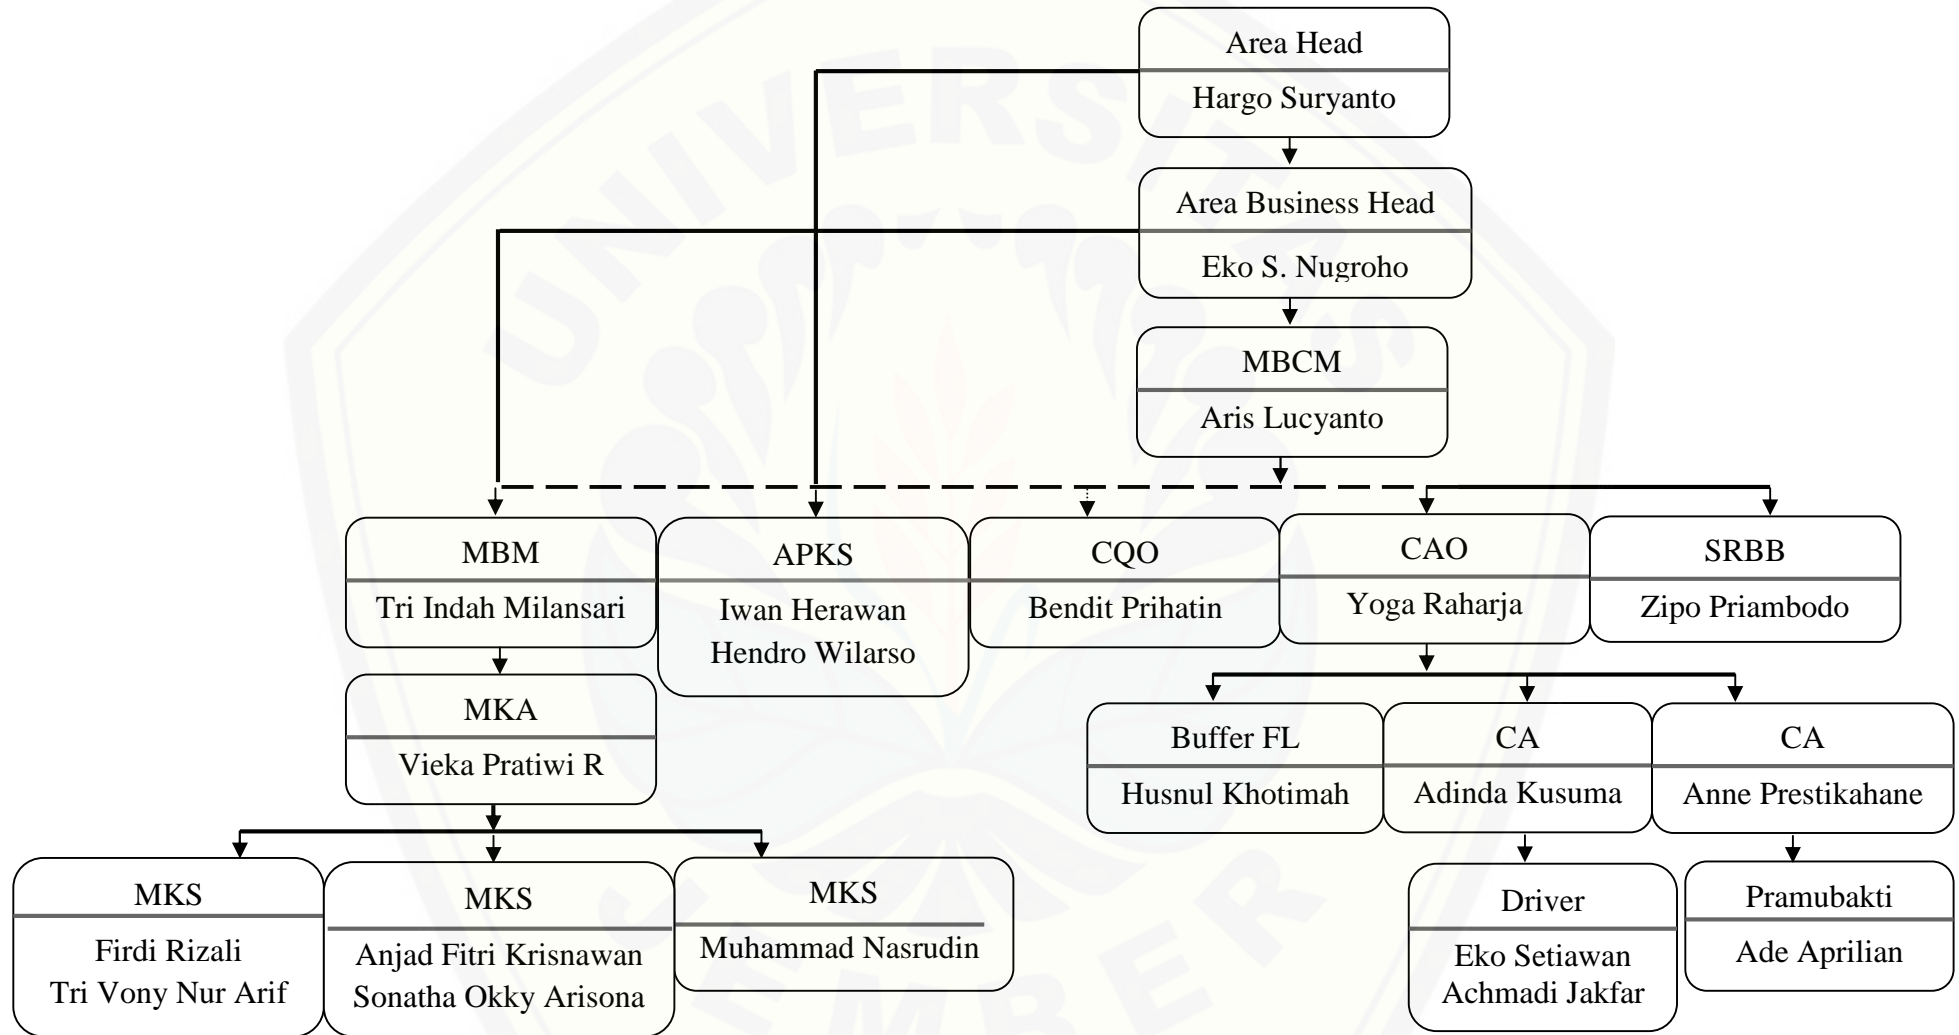 Area Head
Hargo Suryanto
Area Business Head
Eko S. Nugroho
MBCM
Aris Lucyanto
MBM
Tri Indah Milansari
APKS
Iwan Herawan
Hendro Wilarso
CQO
Bendit Prihatin
CAO
Yoga Raharja
SRBB
Zipo Priambodo
MKA
Vieka Pratiwi R
Buffer FL
Husnul Khotimah
CA
Adinda Kusuma
CA
Anne Prestikahane
MKS
Firdi Rizali
Tri Vony Nur Arif
MKS
Anjad Fitri Krisnawan
Sonatha Okky Arisona
MKS
Muhammad Nasrudin
Driver
Eko Setiawan
Achmadi Jakfar
Pramubakti
Ade Aprilian
UNIVERSITAS
JEMBER